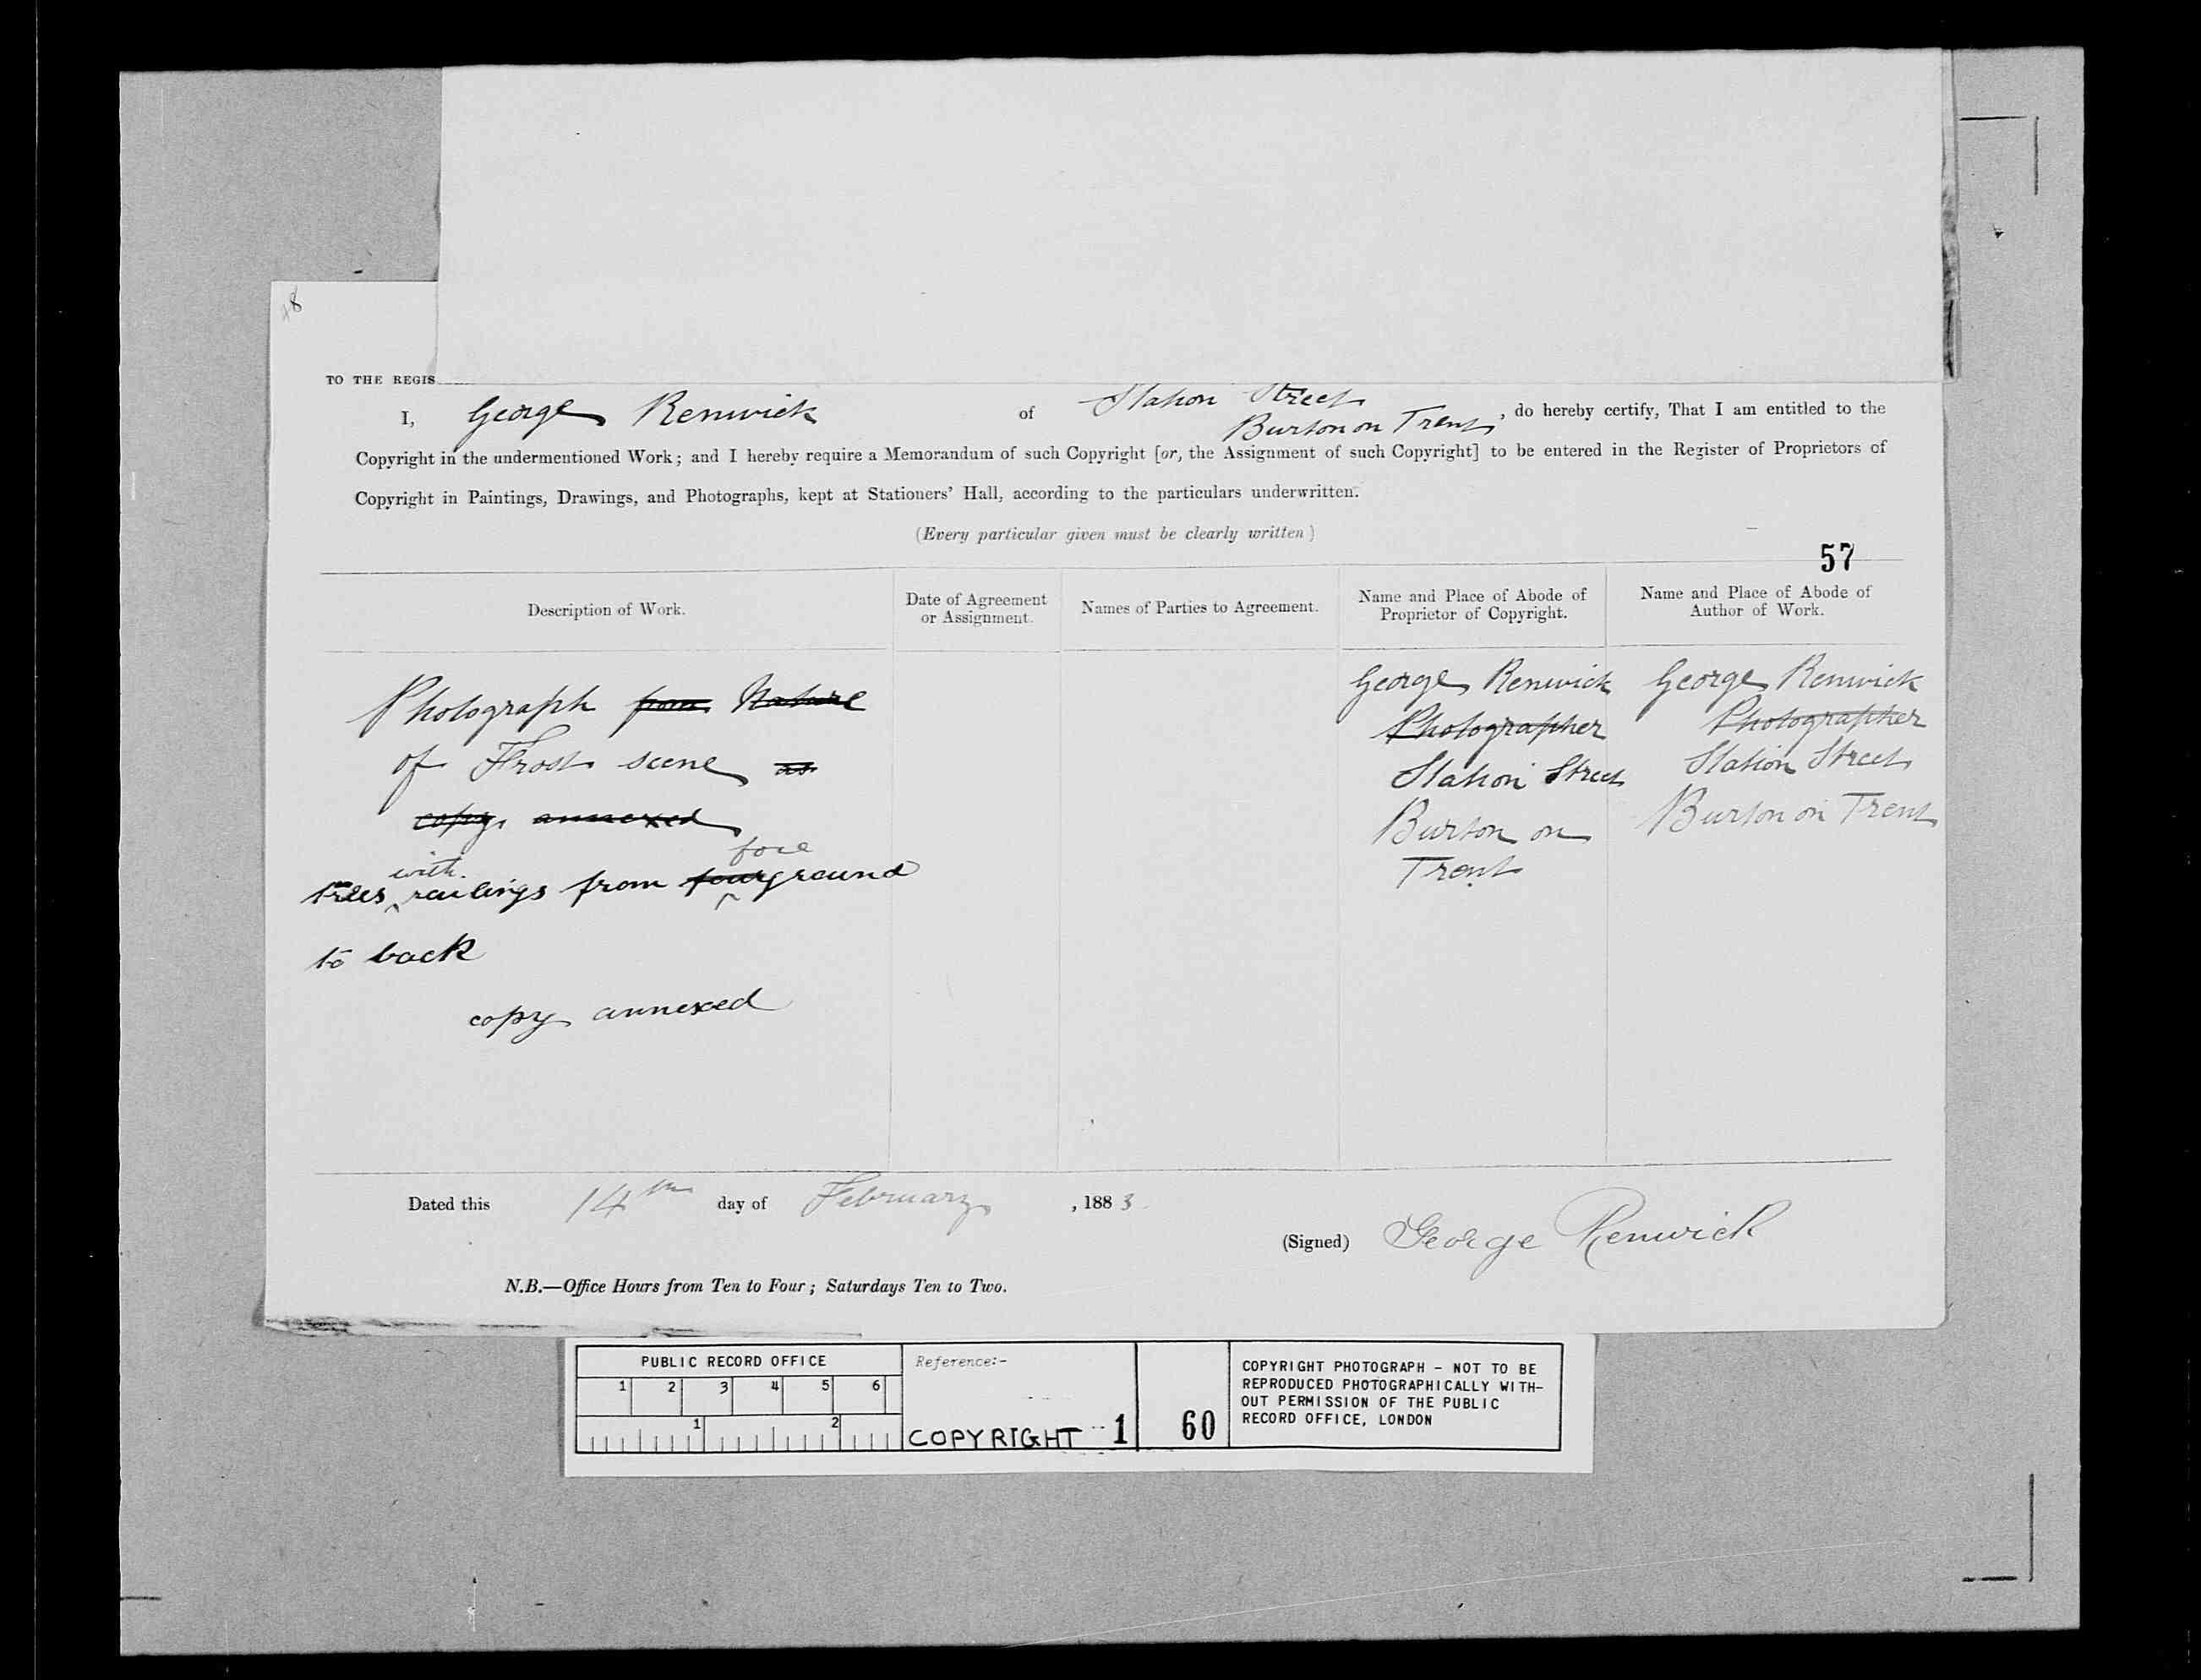 48
TO THE REGIS
I, George Renwick of Station Street
Burton on Trent, do hereby certify, That I am entitled to the
Copyright in the undermentioned Work; and I hereby require a Memorandum of such Copyright [or, the Assignment of such Copyright] to be entered in the Register of Proprietors of
Copyright in Paintings, Drawings, and Photographs, kept at Stationers' Hall, according to the particulars underwritten.
(Every particular given must be clearly written)
57
Description of Work.
Date of Agreement
or Assignment.
Names of Parties to Agreement.
Name and Place of Abode of
Proprietor of Copyright.
Name and Place of Abode of
Author of Work.
Photograph from Nature
of Frost scene as
copy annexed
fore
with
trees railings from fourground
to back
copy annexed
George Renwick
Photographer
Station Street
Burton on
Trent
George Renwick
Photographer
Station Street
Burton on Trent
Dated this 14th day of February, 1883
(Signed) George Renwick
N.B.—Office Hours from Ten to Four; Saturdays Ten to Two.
PUBLIC RECORD OFFICE
1 2 3 4 5 6
1 2
Reference:-
COPYRIGHT 1
60
COPYRIGHT PHOTOGRAPH - NOT TO BE
REPRODUCED PHOTOGRAPHICALLY WITH-
OUT PERMISSION OF THE PUBLIC
RECORD OFFICE, LONDON